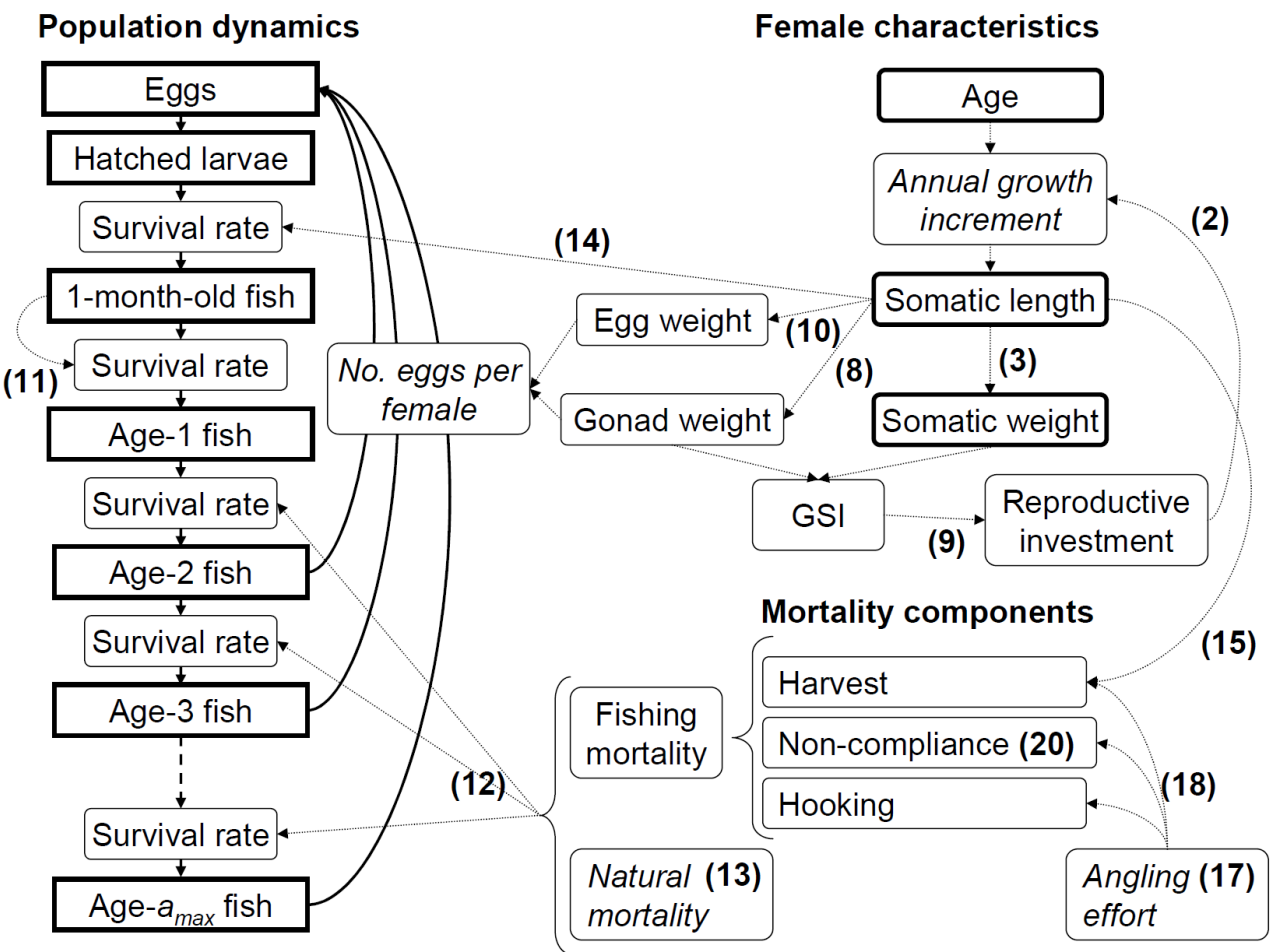 Population dynamics
Eggs
Hatched larvae
Survival rate
1-month-old fish
(11)
Survival rate
Age-1 fish
Survival rate
Age-2 fish
Survival rate
Age-3 fish
Survival rate
Age-amax fish
(12)
(14)
No. eggs per
female
Egg weight
(10)
(8)
Gonad weight
Female characteristics
Age
Annual growth
increment
(2)
Somatic length
(3)
Somatic weight
GSI
(9)
Reproductive
investment
(15)
Mortality components
Fishing
mortality
Harvest
Non-compliance (20)
Hooking
(18)
Natural (13)
mortality
Angling (17)
effort